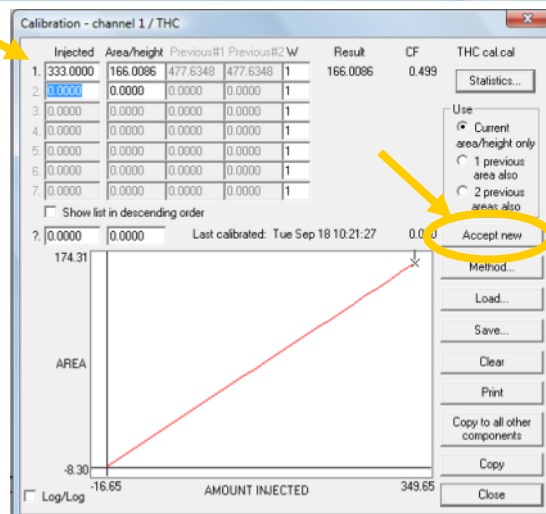 Calibration - channel 1 / THC
Injected Area/height Previous#1 Previous#2 W Result CF THC cal.cal
1. 333.0000 166.0086 477.6348 477.6348 1 166.0086 0.499
Statistics...
2. 0.0000 0.0000 0.0000 0.0000 1
3. 0.0000 0.0000 0.0000 0.0000 1
4. 0.0000 0.0000 0.0000 0.0000 1
5. 0.0000 0.0000 0.0000 0.0000 1
6. 0.0000 0.0000 0.0000 0.0000 1
7. 0.0000 0.0000 0.0000 0.0000 1
Use
Current
area/height only
1 previous
area also
2 previous
areas also
Show list in descending order
?. 0.0000 0.0000 Last calibrated: Tue Sep 18 10:21:27
Accept new
Method...
Load...
Save...
Clear
Print
Copy to all other
components
Copy
Close
174.31
AREA
-8.30
-16.65 AMOUNT INJECTED 349.65
Log/Log